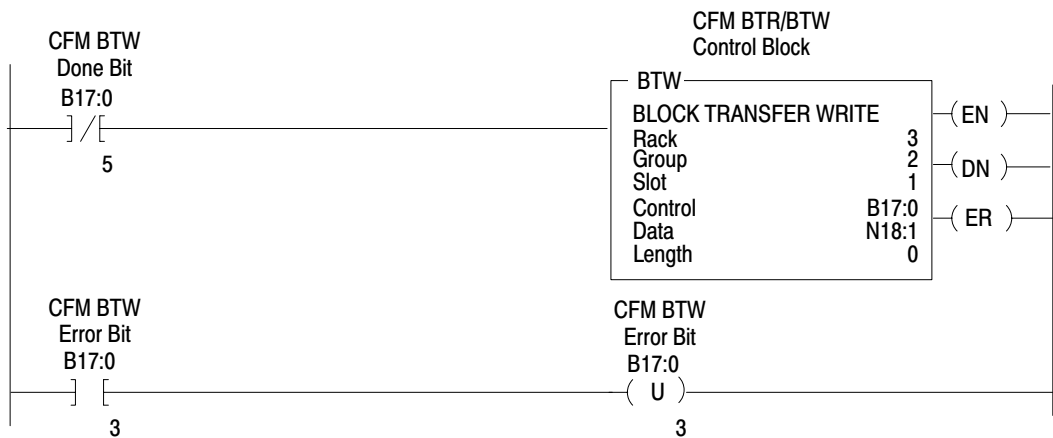 CFM BTW
Done Bit
B17:0
] / [
5
CFM BTR/BTW
Control Block
BTW
BLOCK TRANSFER WRITE
Rack 3
Group 2
Slot 1
Control B17:0
Data N18:1
Length 0
( EN )
( DN )
( ER )
CFM BTW
Error Bit
B17:0
] [
3
CFM BTW
Error Bit
B17:0
( U )
3